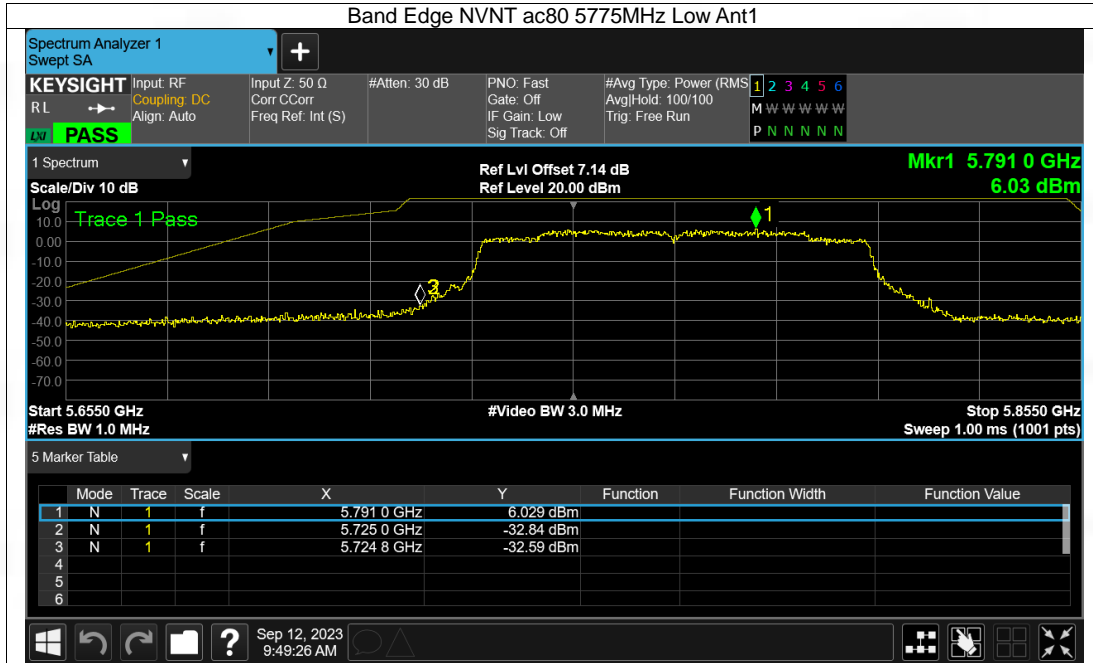 Band Edge NVNT ac80 5775MHz Low Ant1
Spectrum Analyzer 1
Swept SA
+
KEYSIGHT
R L
LXI PASS
Input: RF
Coupling: DC
Align: Auto
Input Z: 50 Ω
Corr CCorr
Freq Ref: Int (S)
#Atten: 30 dB
PNO: Fast
Gate: Off
IF Gain: Low
Sig Track: Off
#Avg Type: Power (RMS
Avg|Hold: 100/100
Trig: Free Run
1 2 3 4 5 6
M W W W W W
P N N N N N
1 Spectrum
Scale/Div 10 dB
Ref Lvl Offset 7.14 dB
Ref Level 20.00 dBm
Mkr1 5.791 0 GHz
6.03 dBm
Log
Trace 1 Pass
10.0
0.00
-10.0
-20.0
-30.0
-40.0
-50.0
-60.0
-70.0
1
Start 5.6550 GHz
#Res BW 1.0 MHz
#Video BW 3.0 MHz
Stop 5.8550 GHz
Sweep 1.00 ms (1001 pts)
5 Marker Table
Mode Trace Scale X Y Function Function Width Function Value
1 N 1 f 5.791 0 GHz 6.029 dBm
2 N 1 f 5.725 0 GHz -32.84 dBm
3 N 1 f 5.724 8 GHz -32.59 dBm
4
5
6
?
Sep 12, 2023
9:49:26 AM